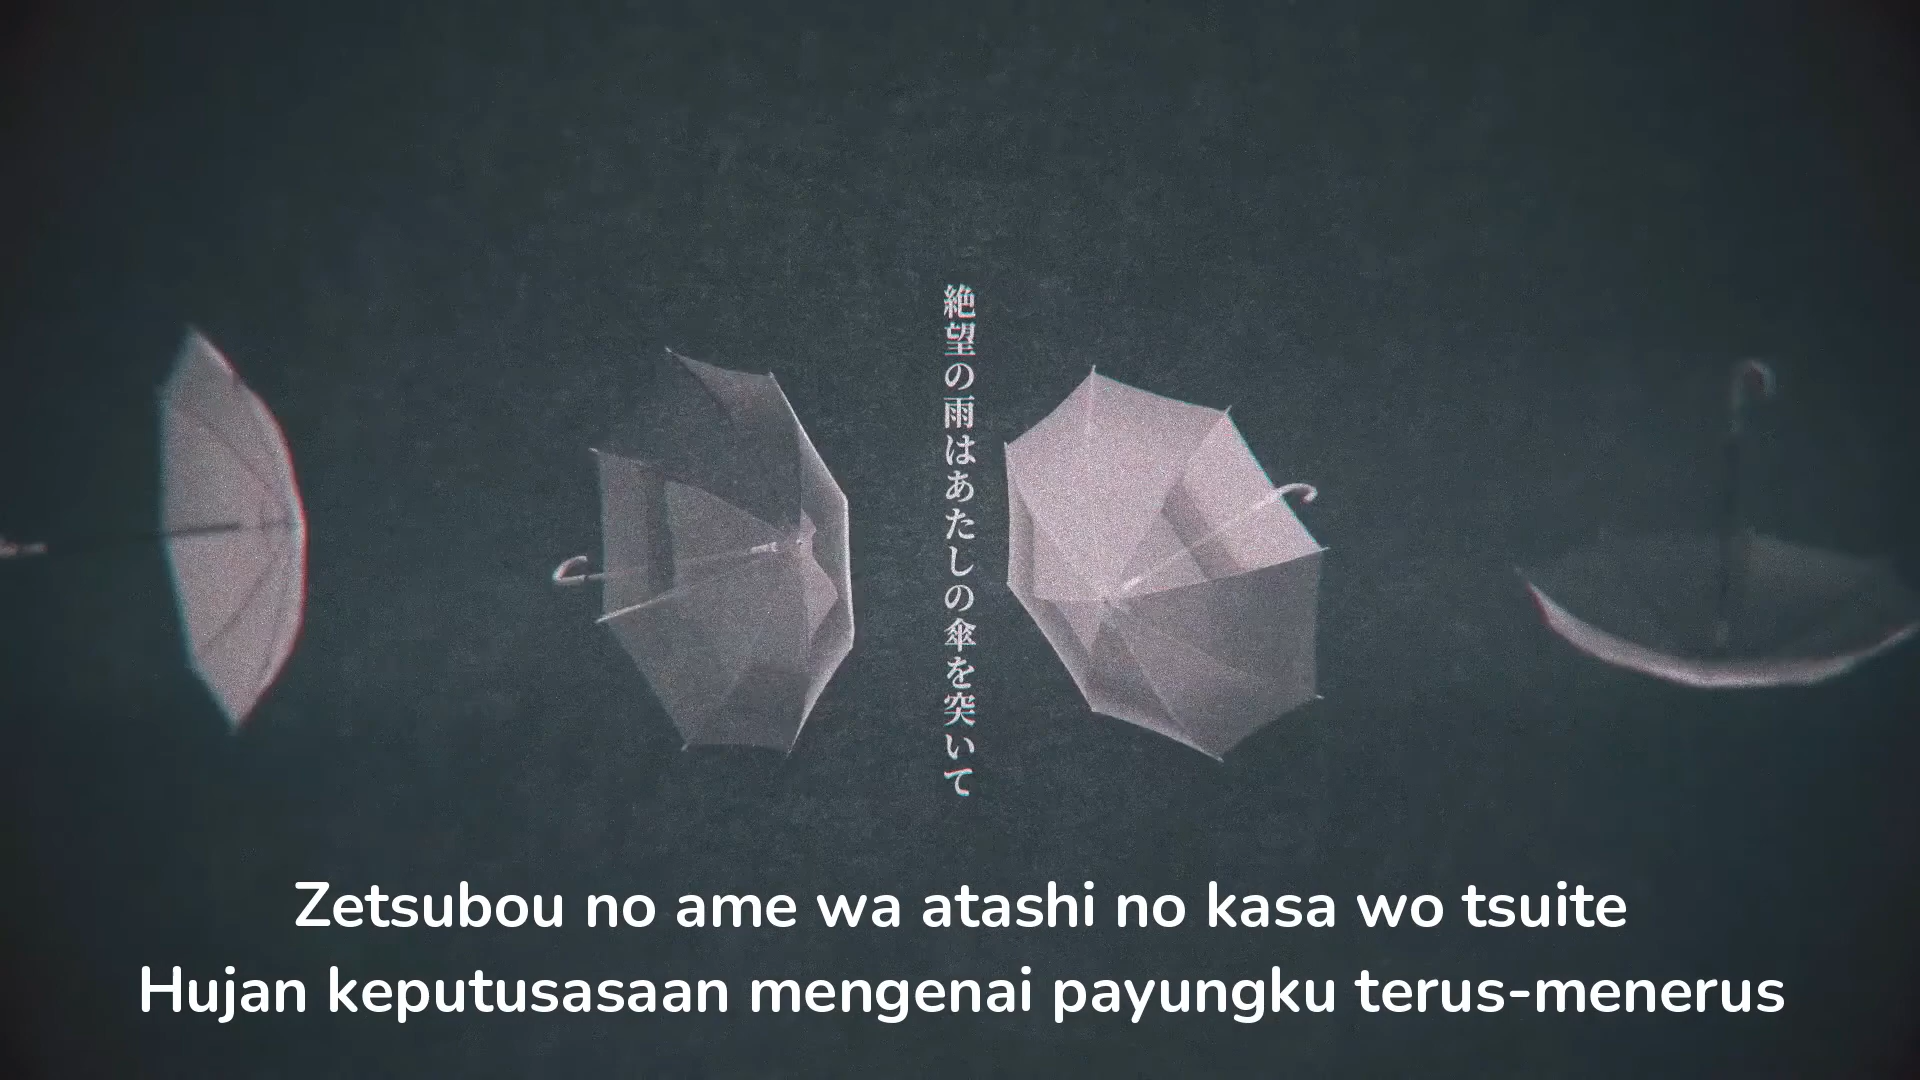 絶望の雨はあたしの傘を突いて
Zetsubou no ame wa atashi no kasa wo tsuite
Hujan keputusasaan mengenai payungku terus-menerus